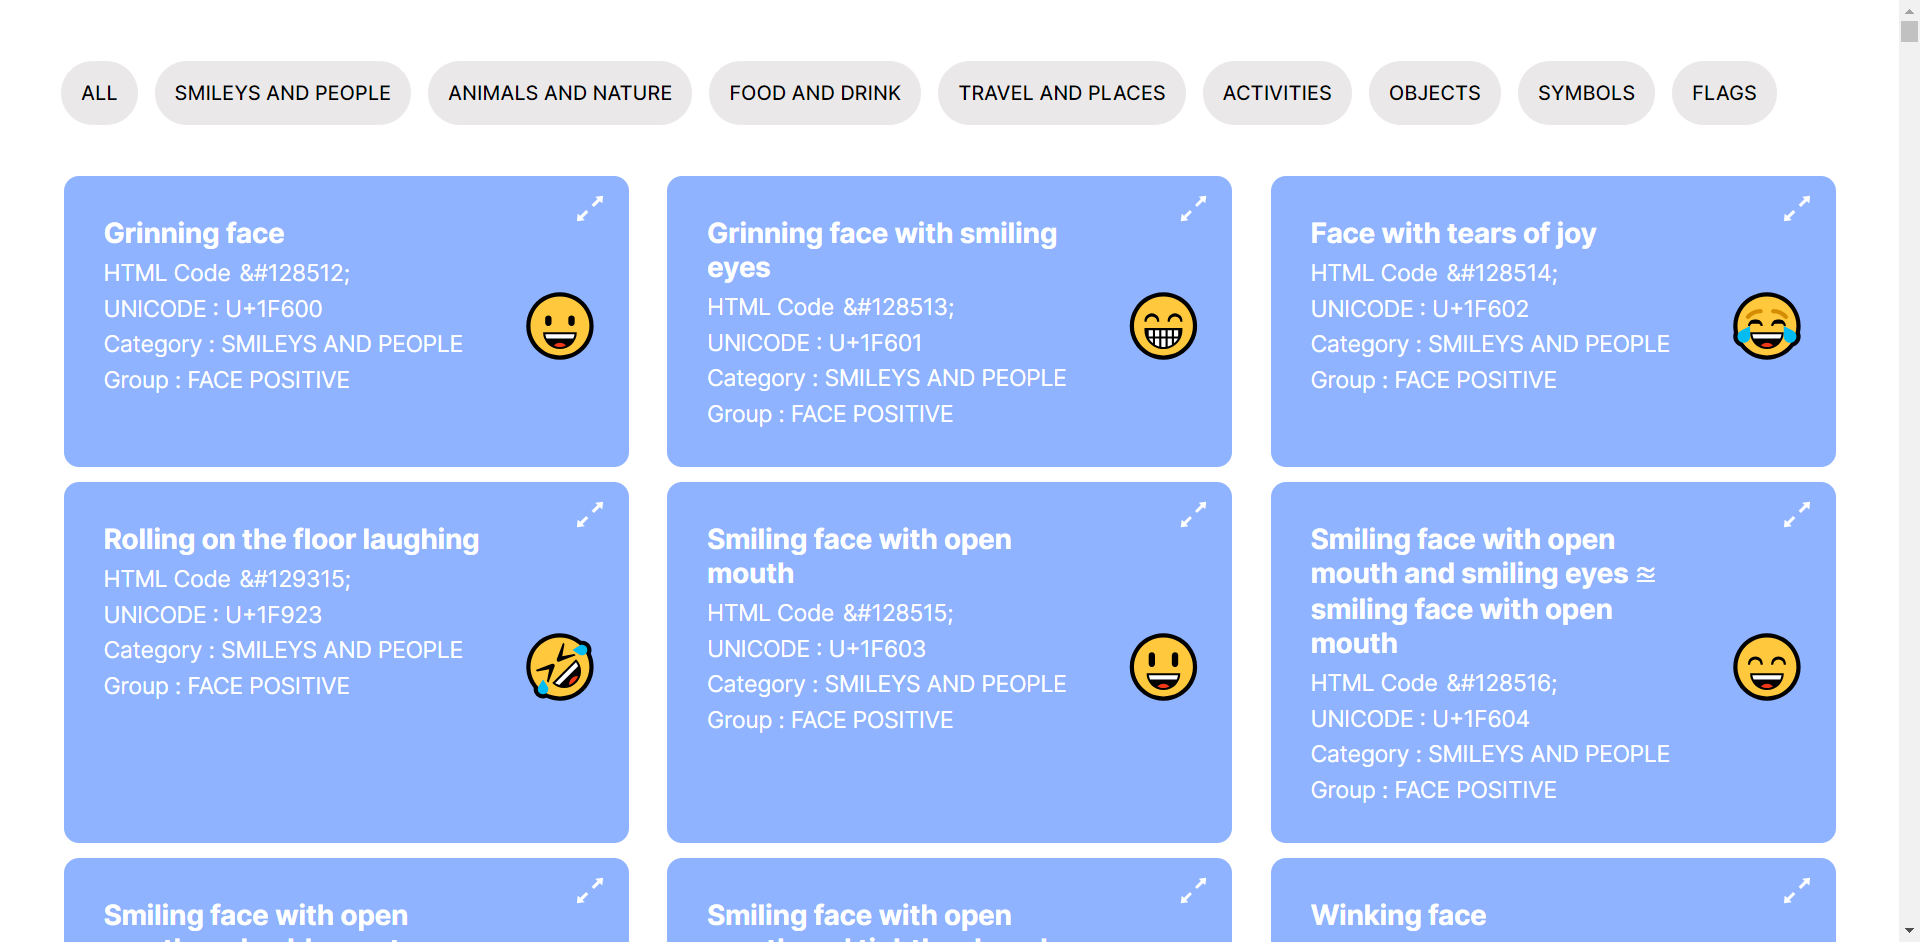 ALL
SMILEYS AND PEOPLE
ANIMALS AND NATURE
FOOD AND DRINK
TRAVEL AND PLACES
ACTIVITIES
OBJECTS
SYMBOLS
FLAGS
Grinning face
HTML Code &#128512;
UNICODE : U+1F600
Category : SMILEYS AND PEOPLE
Group : FACE POSITIVE
Grinning face with smiling
eyes
HTML Code &#128513;
UNICODE : U+1F601
Category : SMILEYS AND PEOPLE
Group : FACE POSITIVE
Face with tears of joy
HTML Code &#128514;
UNICODE : U+1F602
Category : SMILEYS AND PEOPLE
Group : FACE POSITIVE
Rolling on the floor laughing
HTML Code &#129315;
UNICODE : U+1F923
Category : SMILEYS AND PEOPLE
Group : FACE POSITIVE
Smiling face with open
mouth
HTML Code &#128515;
UNICODE : U+1F603
Category : SMILEYS AND PEOPLE
Group : FACE POSITIVE
Smiling face with open
mouth and smiling eyes ≊
smiling face with open
mouth
HTML Code &#128516;
UNICODE : U+1F604
Category : SMILEYS AND PEOPLE
Group : FACE POSITIVE
Smiling face with open
Smiling face with open
Winking face